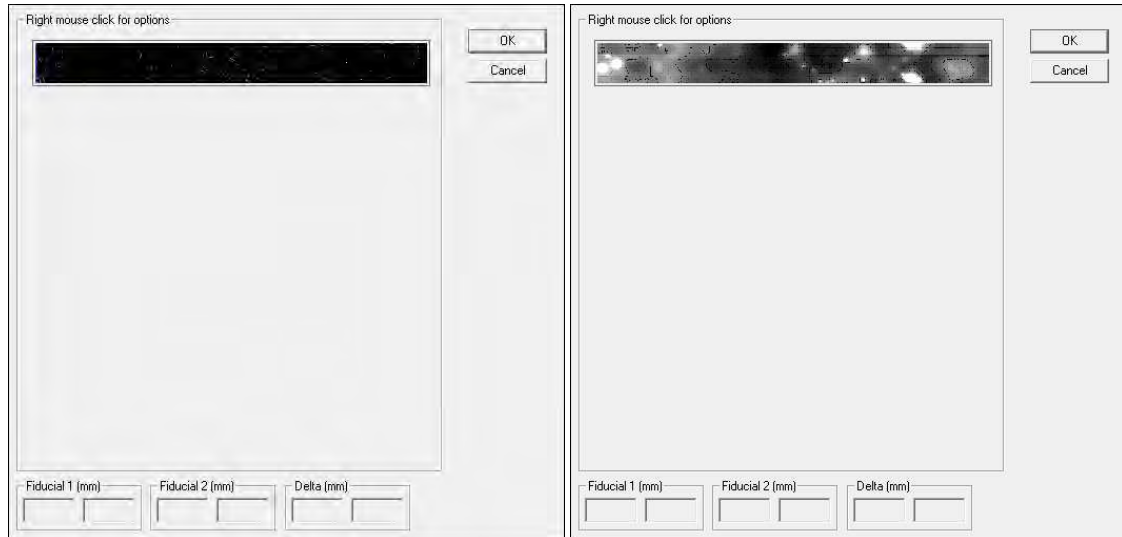 Right mouse click for options
OK
Cancel
Fiducial 1 (mm)
Fiducial 2 (mm)
Delta (mm)
Right mouse click for options
OK
Cancel
Fiducial 1 (mm)
Fiducial 2 (mm)
Delta (mm)